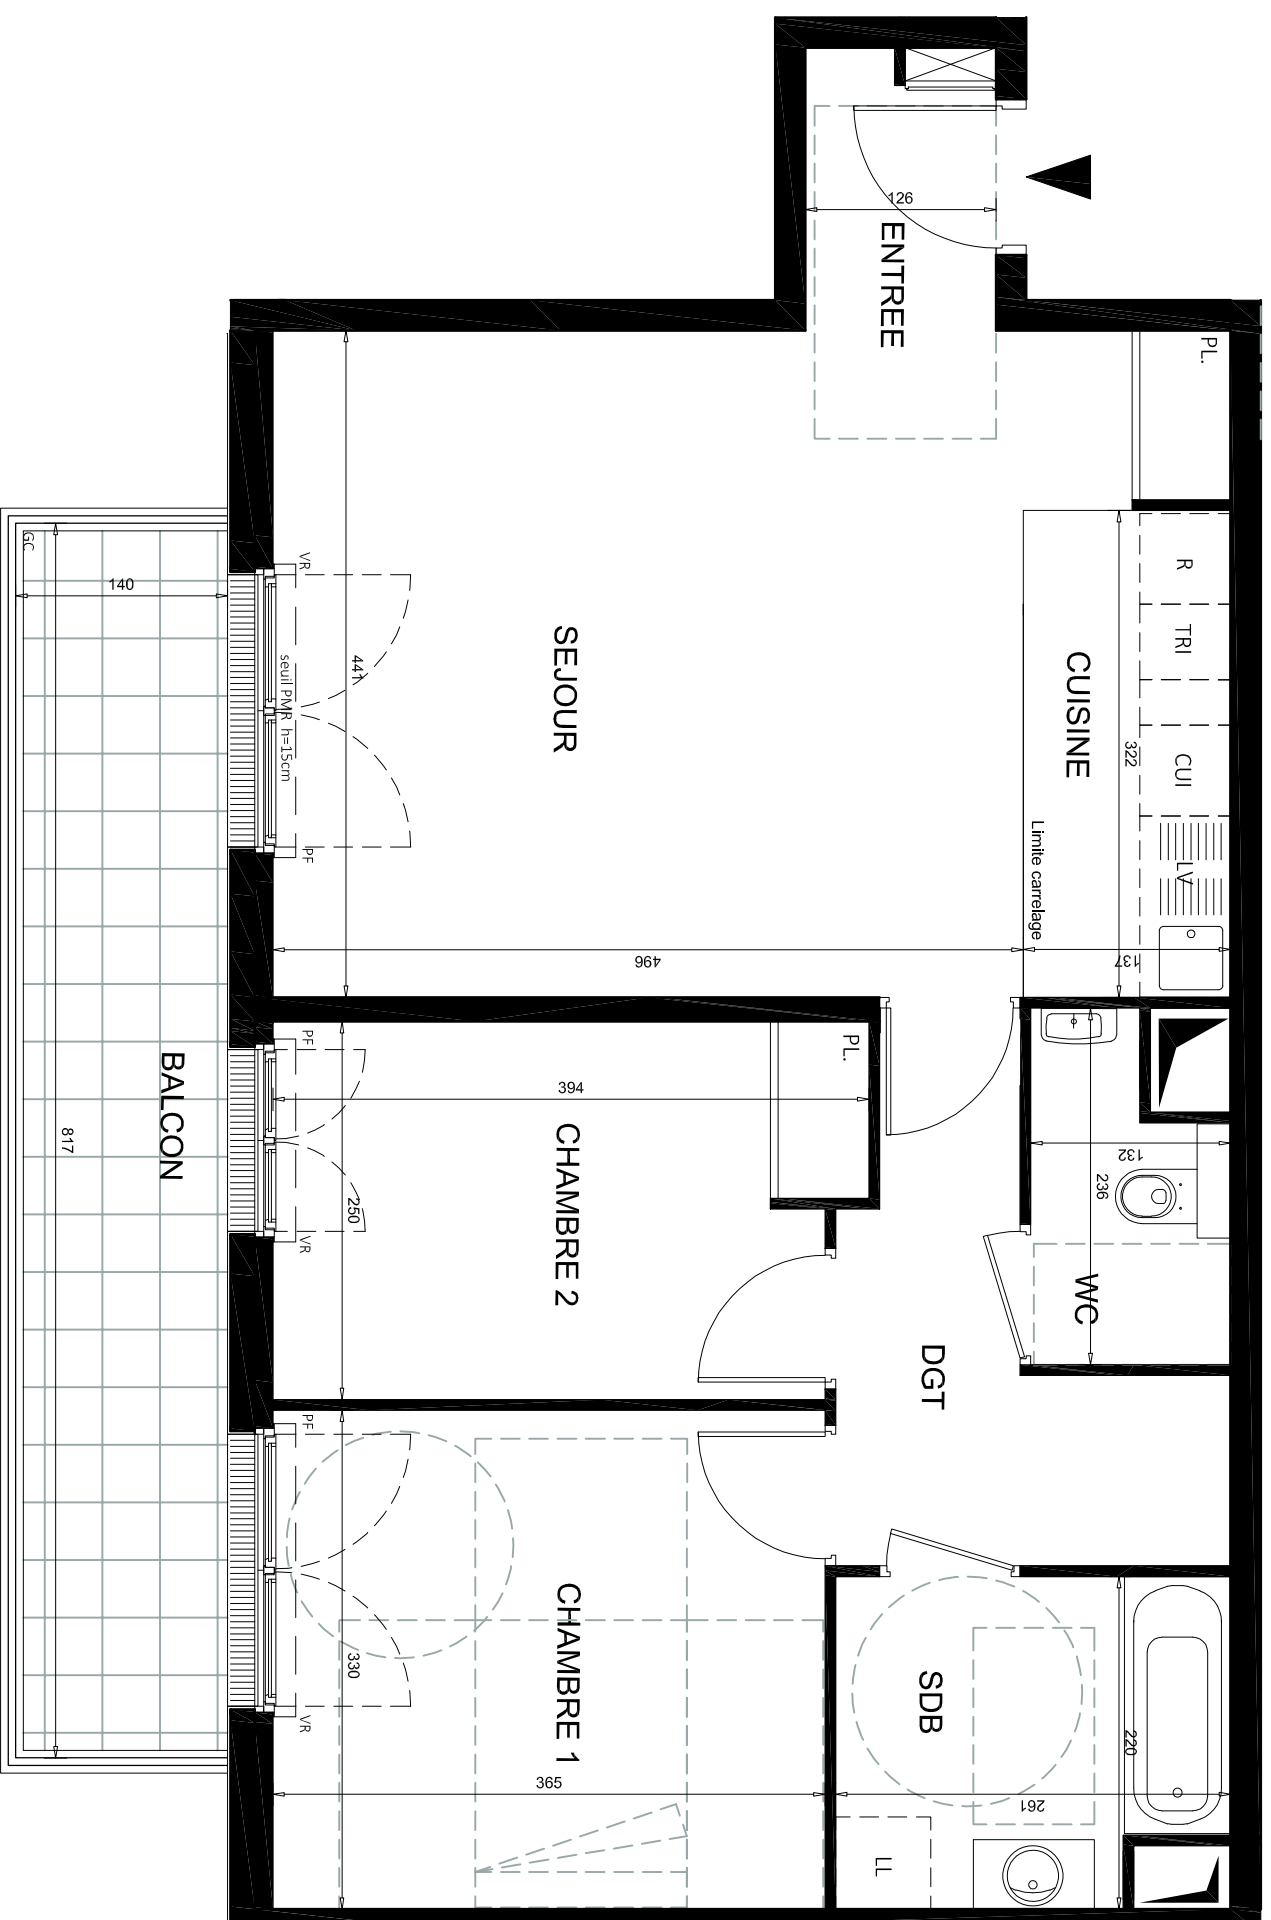 126
ENTREE
PL.
R
TRI
CUI
LV
CUISINE
322
Limite carrelage
137
SEJOUR
496
441
VR
seuil PMR h=15cm
PF
GC
140
BALCON
817
PL.
394
CHAMBRE 2
250
PF
VR
132
236
WC
DGT
CHAMBRE 1
330
365
PF
VR
SDB
220
261
LL